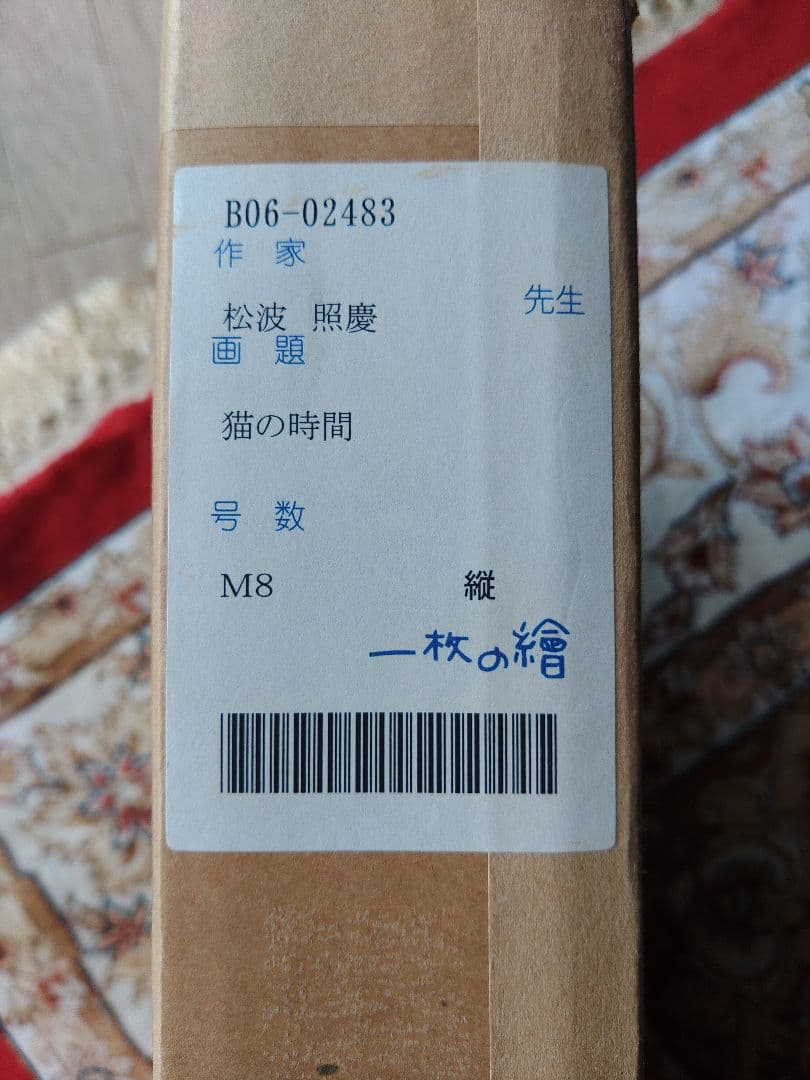 B06-02483
作 家
先生
松波 照慶
画 題
猫の時間
号 数
M8 縦
一枚の繪